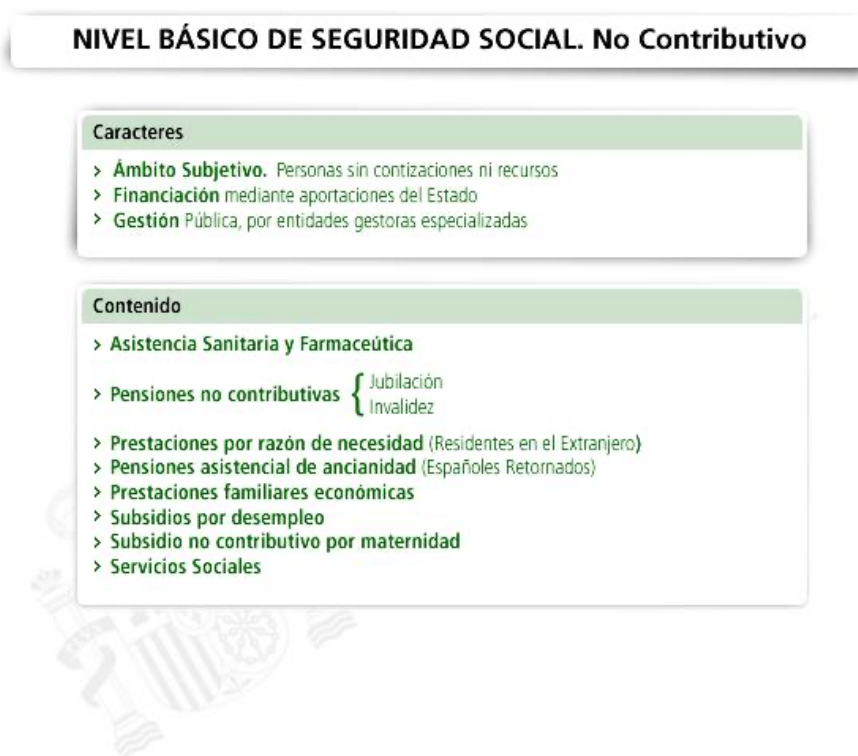 NIVEL BÁSICO DE SEGURIDAD SOCIAL. No Contributivo
Caracteres
> Ámbito Subjetivo. Personas sin contizaciones ni recursos
> Financiación mediante aportaciones del Estado
> Gestión Pública, por entidades gestoras especializadas
Contenido
> Asistencia Sanitaria y Farmaceútica
> Pensiones no contributivas { Jubilación
Invalidez
> Prestaciones por razón de necesidad (Residentes en el Extranjero)
> Pensiones asistencial de ancianidad (Españoles Retornados)
> Prestaciones familiares económicas
> Subsidios por desempleo
> Subsidio no contributivo por maternidad
> Servicios Sociales